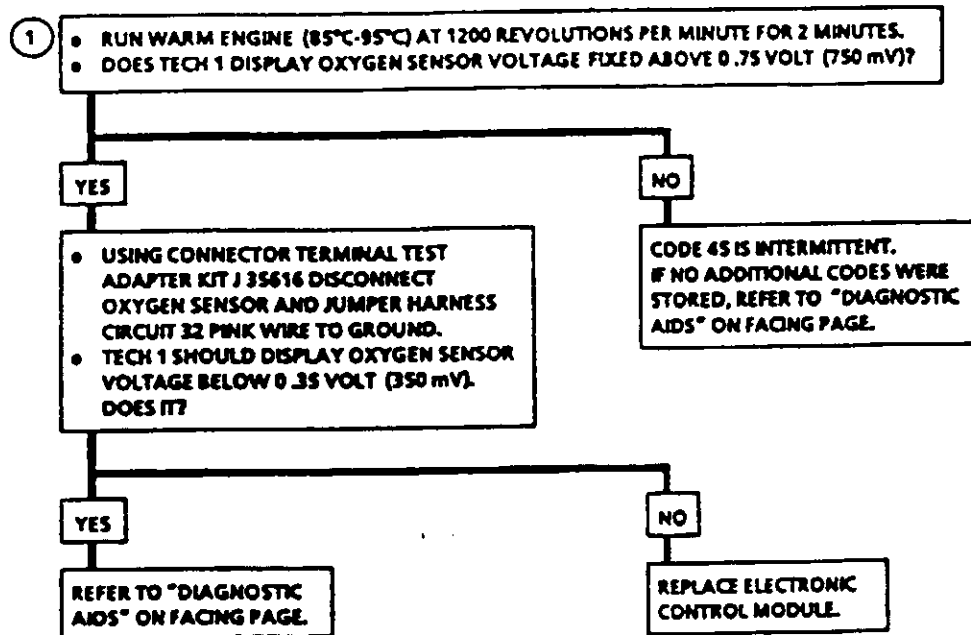 1
• RUN WARM ENGINE (85°C-95°C) AT 1200 REVOLUTIONS PER MINUTE FOR 2 MINUTES.
• DOES TECH 1 DISPLAY OXYGEN SENSOR VOLTAGE FIXED ABOVE 0.75 VOLT (750 mV)?
YES
NO
• USING CONNECTOR TERMINAL TEST
ADAPTER KIT J 35616 DISCONNECT
OXYGEN SENSOR AND JUMPER HARNESS
CIRCUIT 32 PINK WIRE TO GROUND.
• TECH 1 SHOULD DISPLAY OXYGEN SENSOR
VOLTAGE BELOW 0.35 VOLT (350 mV).
DOES IT?
CODE 45 IS INTERMITTENT.
IF NO ADDITIONAL CODES WERE
STORED, REFER TO "DIAGNOSTIC
AIDS" ON FACING PAGE.
YES
NO
REFER TO "DIAGNOSTIC
AIDS" ON FACING PAGE.
REPLACE ELECTRONIC
CONTROL MODULE.